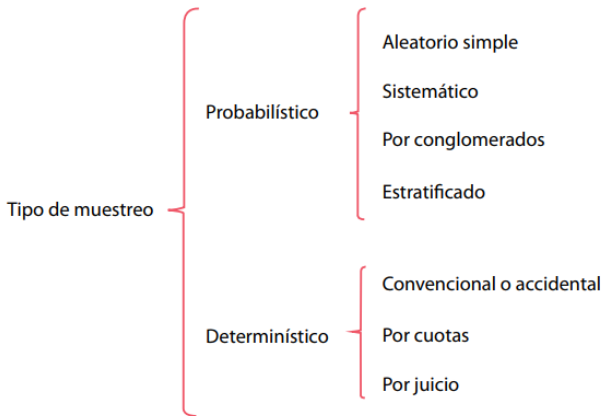 Tipo de muestreo
Probabilístico
Aleatorio simple
Sistemático
Por conglomerados
Estratificado
Determinístico
Convencional o accidental
Por cuotas
Por juicio